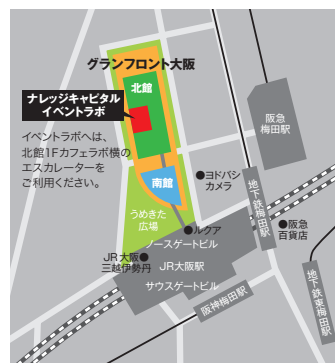 グランフロント大阪
北館
ナレッジキャピタル
イベントラボ
イベントラボへは、
北館1Fカフェラボ横の
エスカレーターを
ご利用ください。
阪急
梅田駅
南館
●ヨドバシ
カメラ
地下鉄梅田駅
うめきた
広場
●ルクア
●阪急
百貨店
ノースゲートビル
JR大阪●
三越伊勢丹
JR大阪駅
サウスゲートビル
阪神梅田駅
地下鉄東梅田駅